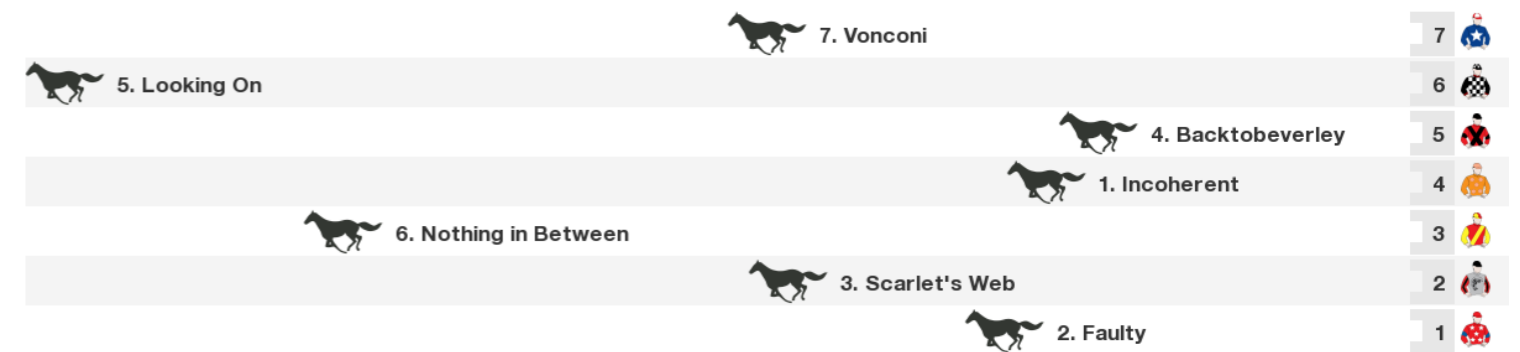 7. Vonconi 7
5. Looking On 6
4. Backtobeverley 5
1. Incoherent 4
6. Nothing in Between 3
3. Scarlet's Web 2
2. Faulty 1